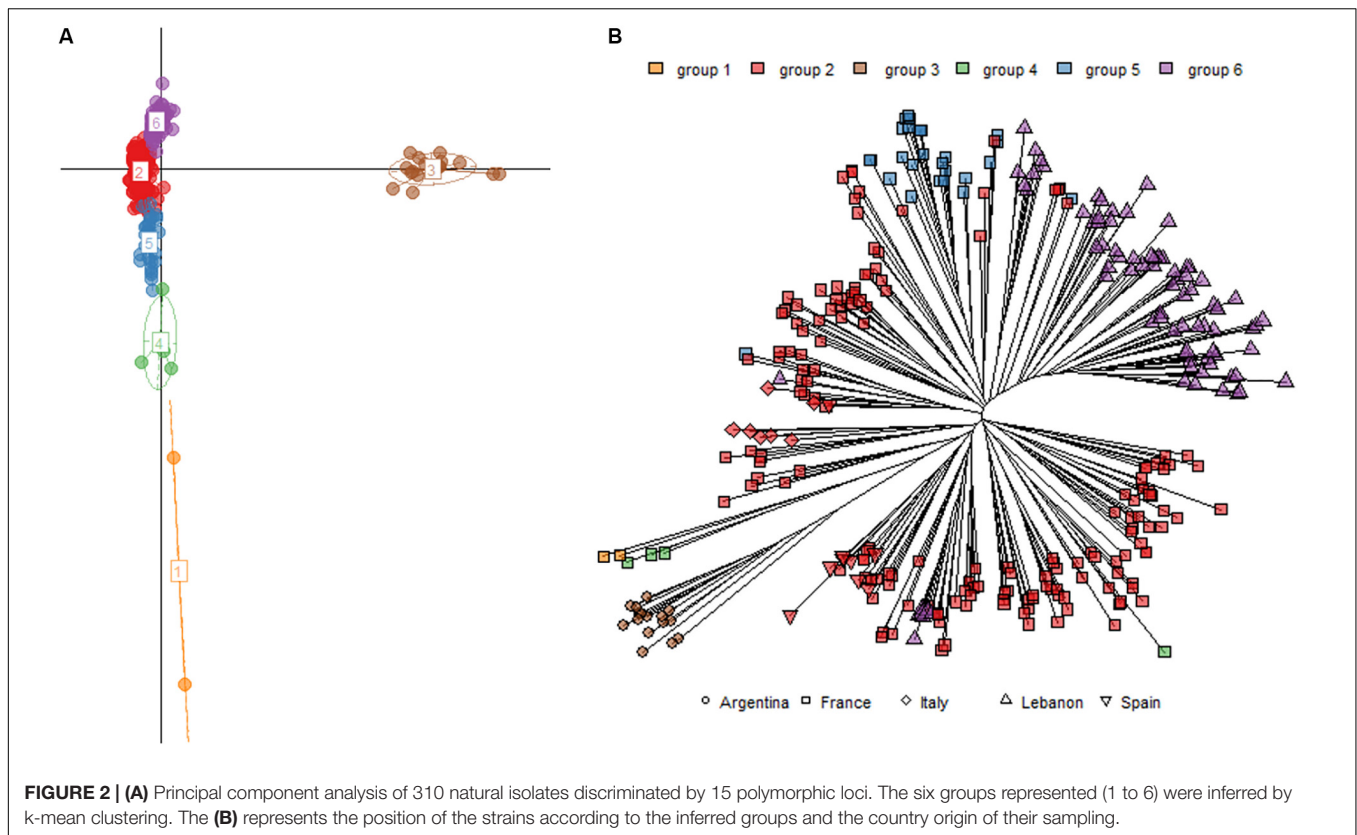 A
B
group 1 group 2 group 3 group 4 group 5 group 6
6
2
3
5
4
1
Argentina France Italy Lebanon Spain
FIGURE 2 | (A) Principal component analysis of 310 natural isolates discriminated by 15 polymorphic loci. The six groups represented (1 to 6) were inferred by
k-mean clustering. The (B) represents the position of the strains according to the inferred groups and the country origin of their sampling.